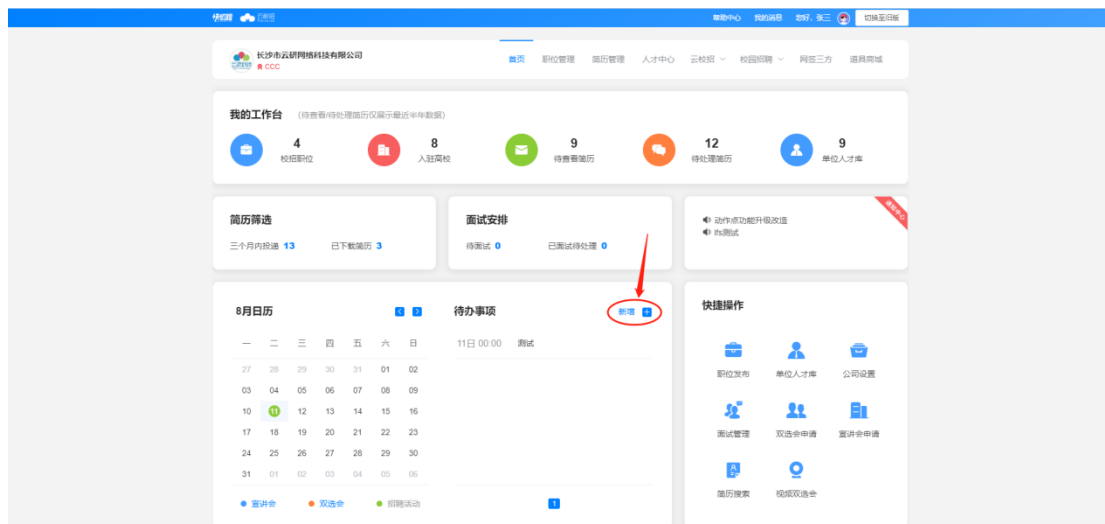 云校招
帮助中心 我的消息 您好, 张三 切换至旧版
长沙市云研网络科技有限公司
CCC
首页 职位管理 简历管理 人才中心 云校招 校园招聘 网签三方 道具商城
我的工作台 (待查看/待处理简历仅展示最近半年数据)
4 8 9 12 9
校招职位 入驻高校 待查看简历 待处理简历 单位人才库
简历筛选 面试安排
动作点功能升级改造
三个月内投递 13 已下载简历 3 待面试 0 已面试待处理 0
lfs测试
通知中心
8月日历
一 二 三 四 五 六 日
27 28 29 30 31 01 02
03 04 05 06 07 08 09
10 11 12 13 14 15 16
17 18 19 20 21 22 23
24 25 26 27 28 29 30
31 01 02 03 04 05 06
宣讲会 双选会 招聘活动
待办事项 新增
11日 00:00 测试
1
快捷操作
职位发布 单位人才库 公司设置
面试管理 双选会申请 宣讲会申请
简历搜索 视频双选会